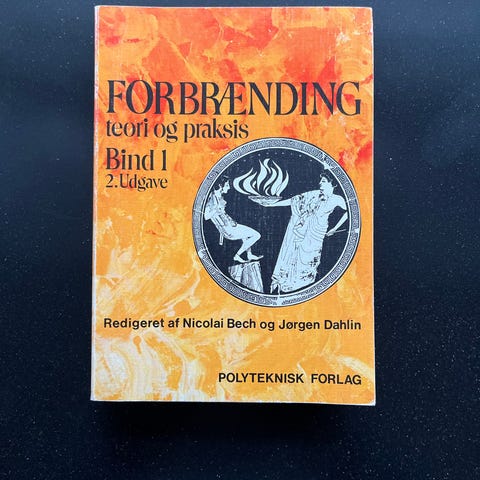 FORBRÆNDING
teori og praksis
Bind 1
2. Udgave
Redigeret af Nicolai Bech og Jørgen Dahlin
POLYTEKNISK FORLAG